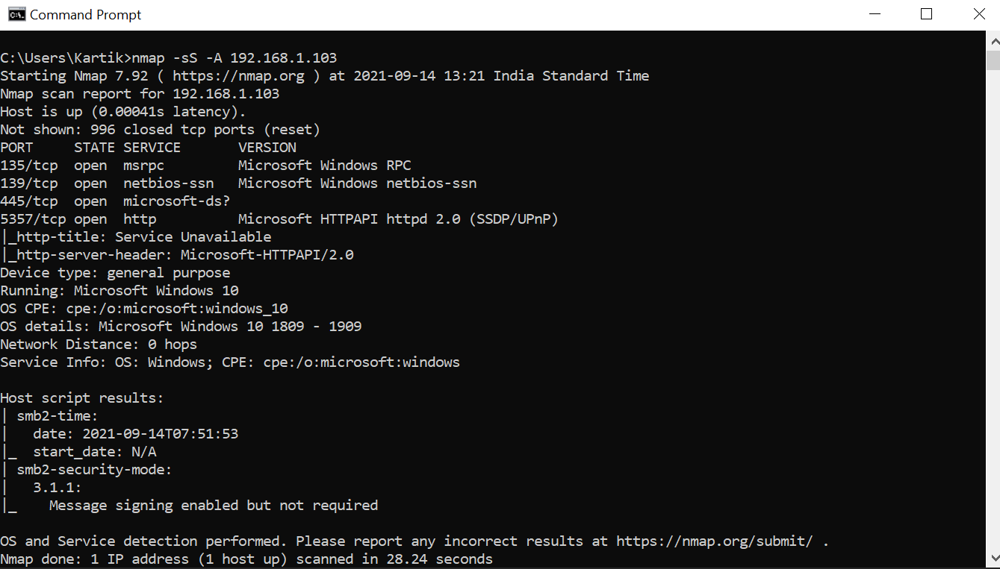 Command Prompt
C:\Users\Kartik>nmap -sS -A 192.168.1.103
Starting Nmap 7.92 ( https://nmap.org ) at 2021-09-14 13:21 India Standard Time
Nmap scan report for 192.168.1.103
Host is up (0.00041s latency).
Not shown: 996 closed tcp ports (reset)
PORT     STATE SERVICE       VERSION
135/tcp  open  msrpc         Microsoft Windows RPC
139/tcp  open  netbios-ssn   Microsoft Windows netbios-ssn
445/tcp  open  microsoft-ds?
5357/tcp open  http          Microsoft HTTPAPI httpd 2.0 (SSDP/UPnP)
|_http-title: Service Unavailable
|_http-server-header: Microsoft-HTTPAPI/2.0
Device type: general purpose
Running: Microsoft Windows 10
OS CPE: cpe:/o:microsoft:windows_10
OS details: Microsoft Windows 10 1809 - 1909
Network Distance: 0 hops
Service Info: OS: Windows; CPE: cpe:/o:microsoft:windows
Host script results:
| smb2-time:
|   date: 2021-09-14T07:51:53
|_  start_date: N/A
| smb2-security-mode:
|   3.1.1:
|_    Message signing enabled but not required
OS and Service detection performed. Please report any incorrect results at https://nmap.org/submit/ .
Nmap done: 1 IP address (1 host up) scanned in 28.24 seconds